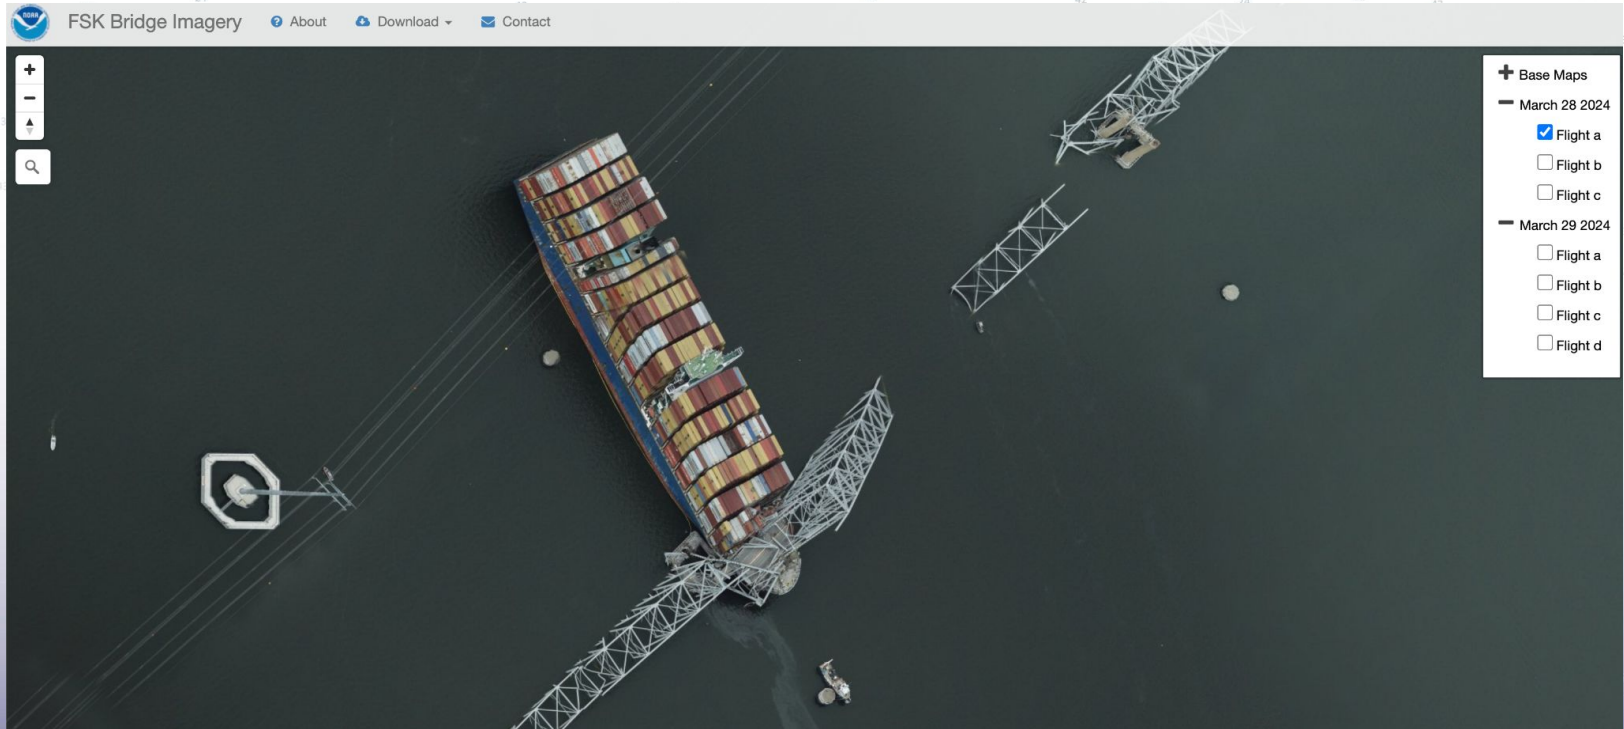 NOAA
FSK Bridge Imagery
About
Download
Contact
Base Maps
March 28 2024
Flight a
Flight b
Flight c
March 29 2024
Flight a
Flight b
Flight c
Flight d